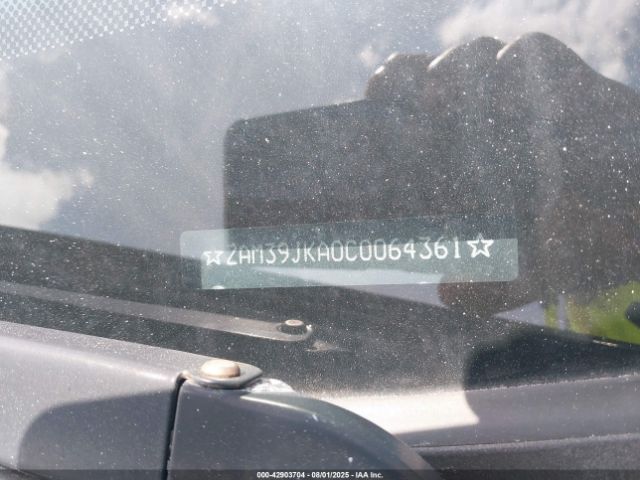 ☆ZAM39JKA0C0064361☆
000-42903704 - 08/01/2025 - IAA Inc.